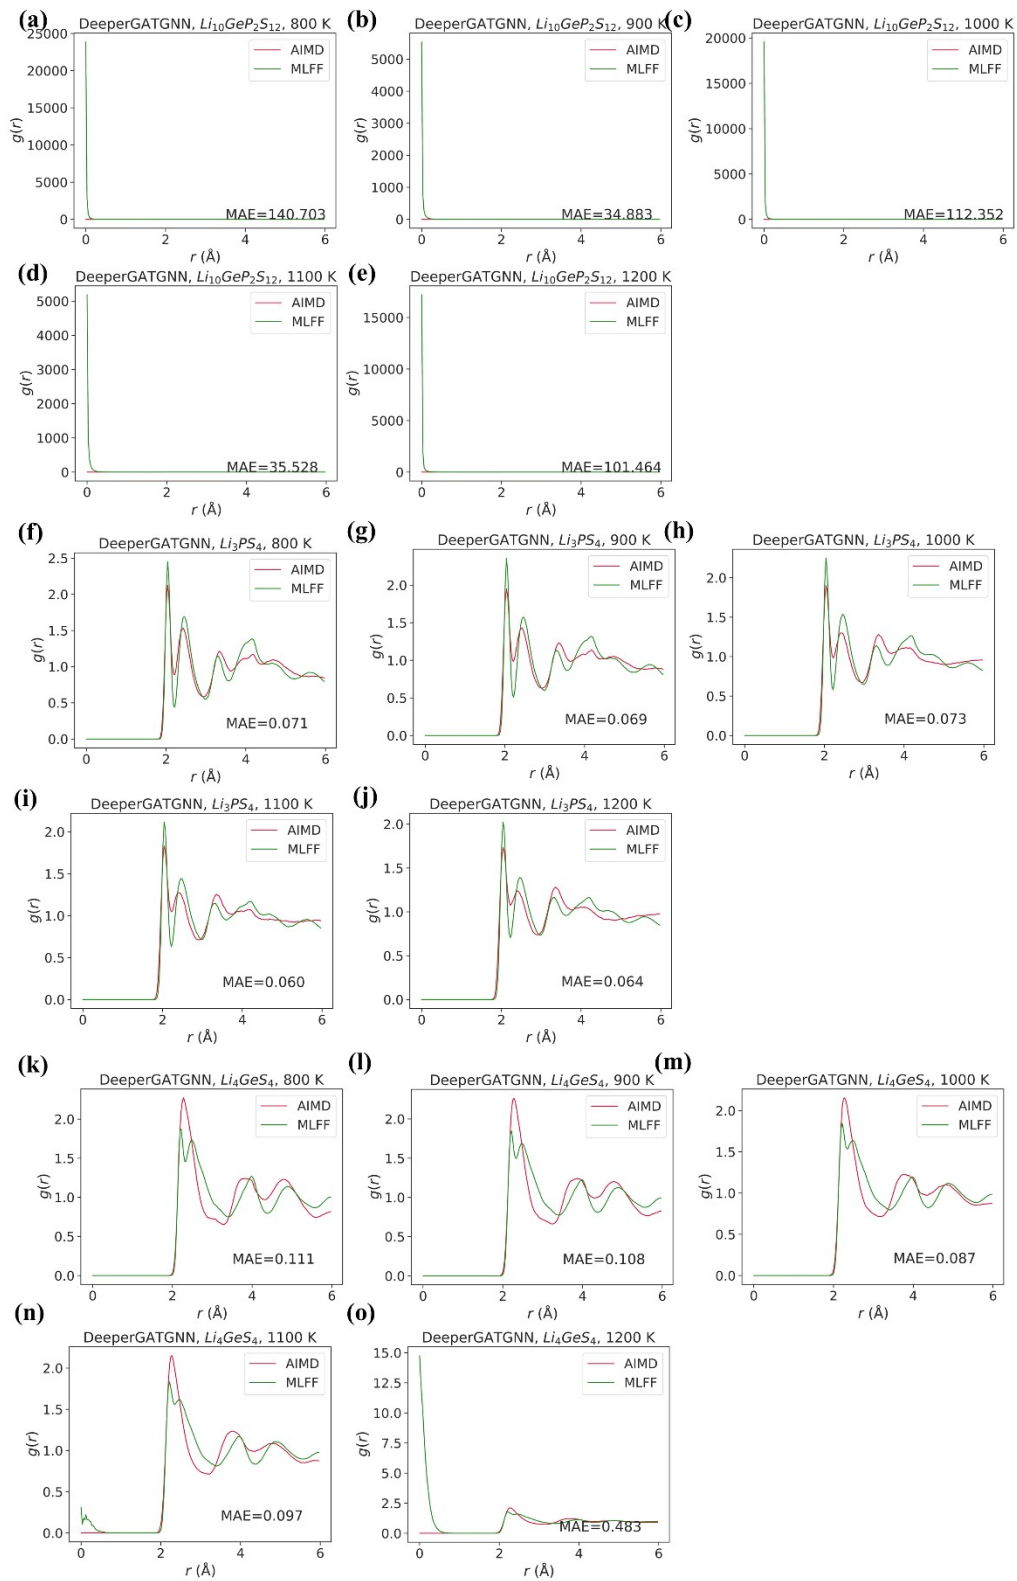 (a)
DeeperGATGNN, Li10GeP2S12, 800 K
25000
20000
15000
10000
5000
0
g(r)
AIMD
MLFF
MAE=140.703
0 2 4 6
r (Å)
(b)
DeeperGATGNN, Li10GeP2S12, 900 K
5000
4000
3000
2000
1000
0
g(r)
AIMD
MLFF
MAE=34.883
0 2 4 6
r (Å)
(c)
DeeperGATGNN, Li10GeP2S12, 1000 K
20000
15000
10000
5000
0
g(r)
AIMD
MLFF
MAE=112.352
0 2 4 6
r (Å)
(d)
DeeperGATGNN, Li10GeP2S12, 1100 K
5000
4000
3000
2000
1000
0
g(r)
AIMD
MLFF
MAE=35.528
0 2 4 6
r (Å)
(e)
DeeperGATGNN, Li10GeP2S12, 1200 K
15000
10000
5000
0
g(r)
AIMD
MLFF
MAE=101.464
0 2 4 6
r (Å)
(f)
DeeperGATGNN, Li3PS4, 800 K
2.5
2.0
1.5
1.0
0.5
0.0
g(r)
AIMD
MLFF
MAE=0.071
0 2 4 6
r (Å)
(g)
DeeperGATGNN, Li3PS4, 900 K
2.0
1.5
1.0
0.5
0.0
g(r)
AIMD
MLFF
MAE=0.069
0 2 4 6
r (Å)
(h)
DeeperGATGNN, Li3PS4, 1000 K
2.0
1.5
1.0
0.5
0.0
g(r)
AIMD
MLFF
MAE=0.073
0 2 4 6
r (Å)
(i)
DeeperGATGNN, Li3PS4, 1100 K
2.0
1.5
1.0
0.5
0.0
g(r)
AIMD
MLFF
MAE=0.060
0 2 4 6
r (Å)
(j)
DeeperGATGNN, Li3PS4, 1200 K
2.0
1.5
1.0
0.5
0.0
g(r)
AIMD
MLFF
MAE=0.064
0 2 4 6
r (Å)
(k)
DeeperGATGNN, Li4GeS4, 800 K
2.0
1.5
1.0
0.5
0.0
g(r)
AIMD
MLFF
MAE=0.111
0 2 4 6
r (Å)
(l)
DeeperGATGNN, Li4GeS4, 900 K
2.0
1.5
1.0
0.5
0.0
g(r)
AIMD
MLFF
MAE=0.108
0 2 4 6
r (Å)
(m)
DeeperGATGNN, Li4GeS4, 1000 K
2.0
1.5
1.0
0.5
0.0
g(r)
AIMD
MLFF
MAE=0.087
0 2 4 6
r (Å)
(n)
DeeperGATGNN, Li4GeS4, 1100 K
2.0
1.5
1.0
0.5
0.0
g(r)
AIMD
MLFF
MAE=0.097
0 2 4 6
r (Å)
(o)
DeeperGATGNN, Li4GeS4, 1200 K
15.0
12.5
10.0
7.5
5.0
2.5
0.0
g(r)
AIMD
MLFF
MAE=0.483
0 2 4 6
r (Å)